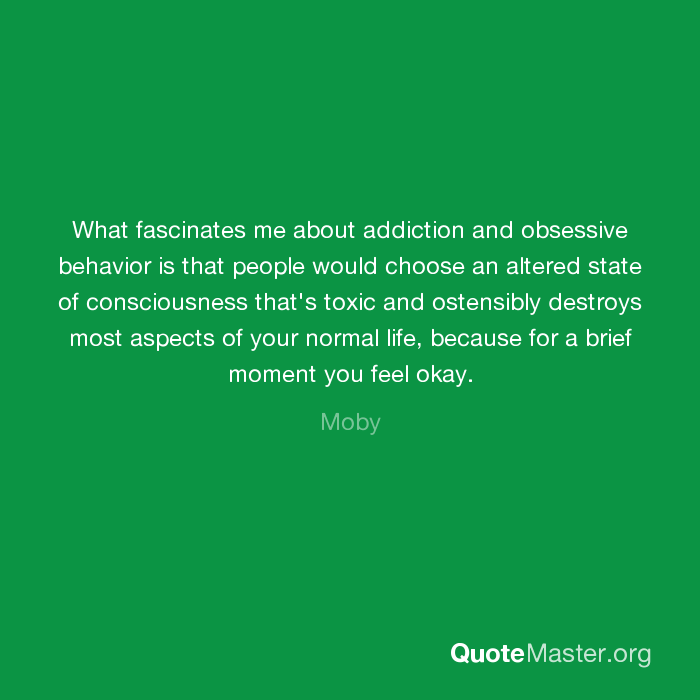 What fascinates me about addiction and obsessive
behavior is that people would choose an altered state
of consciousness that's toxic and ostensibly destroys
most aspects of your normal life, because for a brief
moment you feel okay.
Moby
QuoteMaster.org